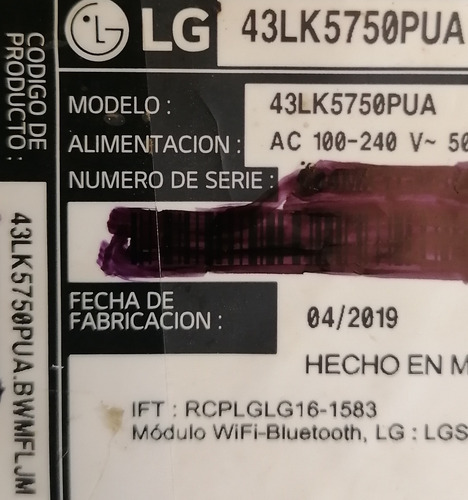 LG 43LK5750PUA
MODELO : 43LK5750PUA
ALIMENTACION : AC 100-240 V~ 50
NUMERO DE SERIE :
FECHA DE
FABRICACION : 04/2019
HECHO EN M
IFT : RCPLGLG16-1583
Módulo WiFi-Bluetooth, LG : LGS
CODIGO DE
PRODUCTO :
43LK5750PUA.BWMFLJM